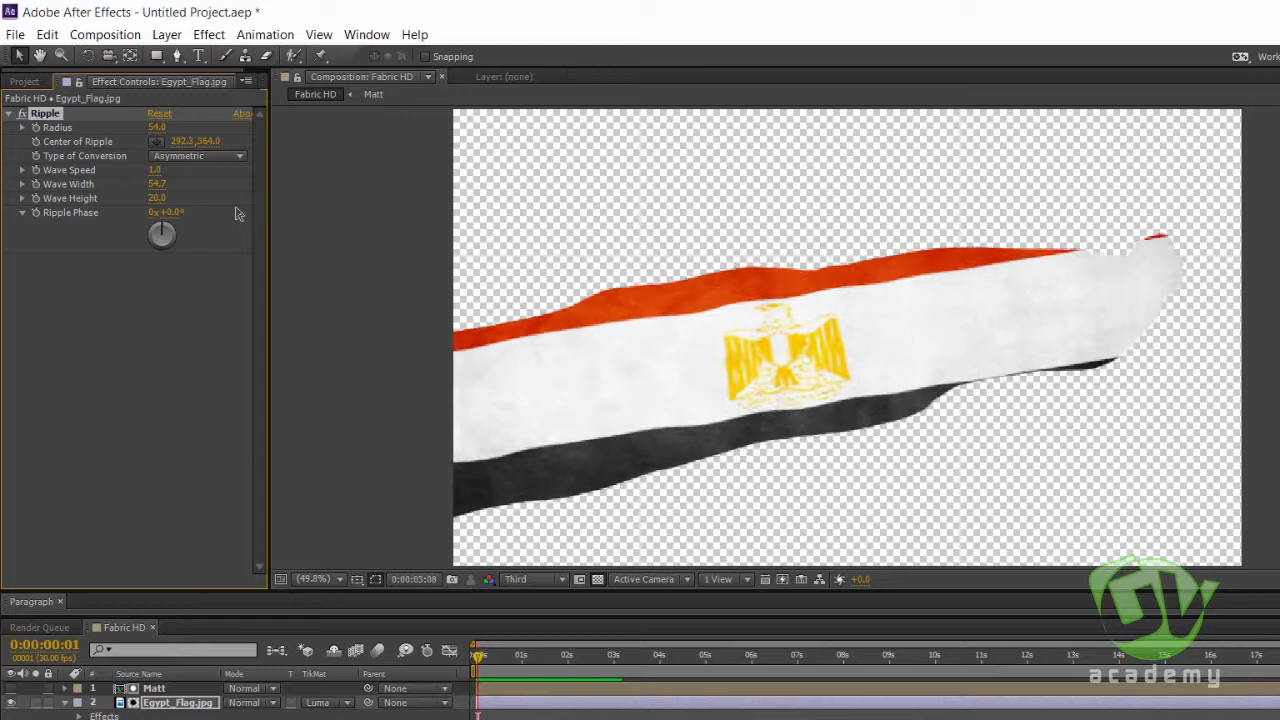 Adobe After Effects - Untitled Project.aep *
File Edit Composition Layer Effect Animation View Window Help
Snapping Work
Project Effect Controls: Egypt_Flag.jpg Composition: Fabric HD Layer: (none)
Fabric HD • Egypt_Flag.jpg Fabric HD Matt
fx Ripple Reset Abo
Radius 54.0
Center of Ripple 292.3,364.0
Type of Conversion Asymmetric
Wave Speed 1.0
Wave Width 54.7
Wave Height 20.0
Ripple Phase 0x+0.0°
(49.8%) 0:00:03:08 Third Active Camera 1 View +0.0
Paragraph
Render Queue Fabric HD
0:00:00:01
00001 (30.00 fps)
01s 02s 03s 04s 05s 06s 07s 08s 09s 10s 11s 12s 13s 14s 15s 16s 17s
# Source Name Mode T TrkMat Parent
1 Matt Normal None
2 Egypt_Flag.jpg Normal Luma None
Effects
academy